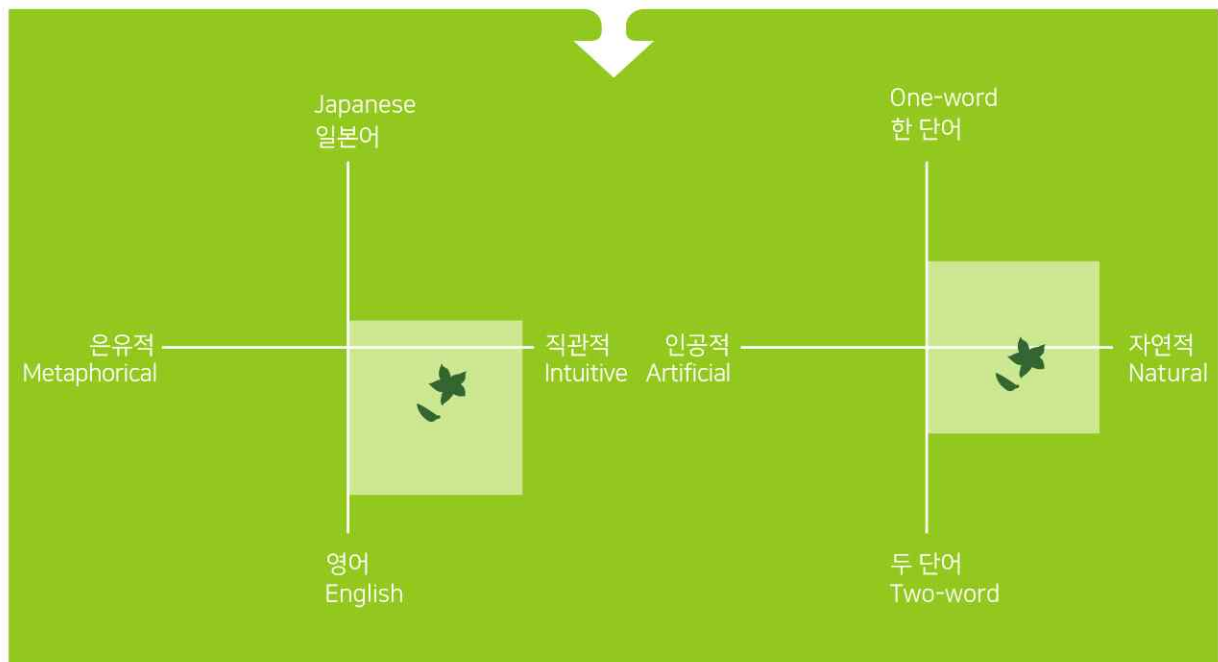 Japanese
일본어
은유적
Metaphorical
직관적
Intuitive
영어
English
One-word
한 단어
인공적
Artificial
자연적
Natural
두 단어
Two-word